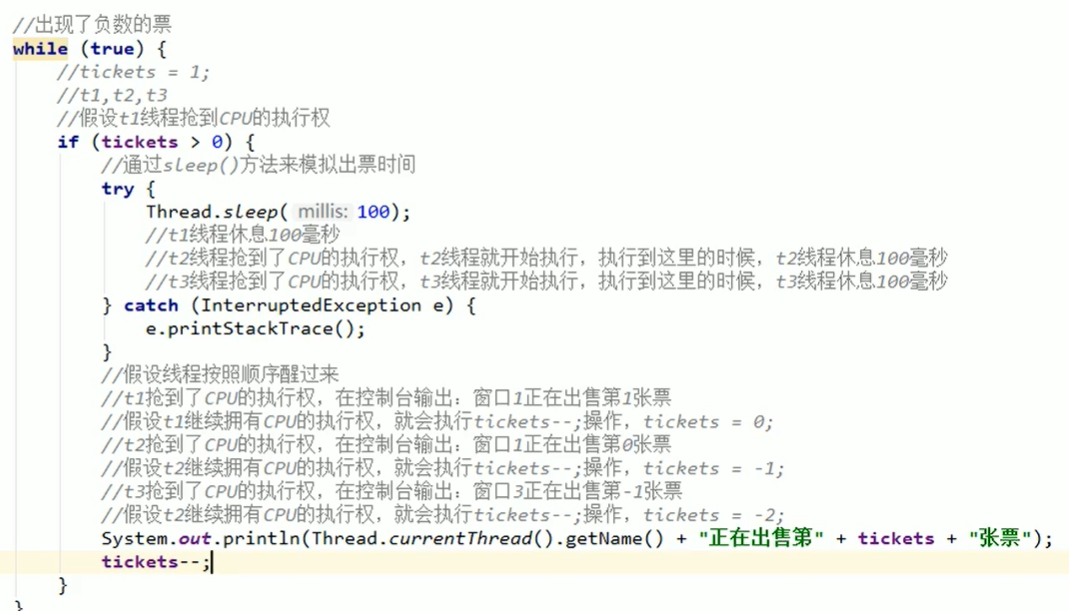 //出现了负数的票
while (true) {
//tickets = 1;
//t1,t2,t3
//假设t1线程抢到CPU的执行权
if (tickets > 0) {
//通过sleep()方法来模拟出票时间
try {
Thread.sleep( millis: 100);
//t1线程休息100毫秒
//t2线程抢到了CPU的执行权，t2线程就开始执行，执行到这里的时候，t2线程休息100毫秒
//t3线程抢到了CPU的执行权，t3线程就开始执行，执行到这里的时候，t3线程休息100毫秒
} catch (InterruptedException e) {
e.printStackTrace();
}
//假设线程按照顺序醒过来
//t1抢到了CPU的执行权，在控制台输出：窗口1正在出售第1张票
//假设t1继续拥有CPU的执行权，就会执行tickets--;操作，tickets = 0;
//t2抢到了CPU的执行权，在控制台输出：窗口1正在出售第0张票
//假设t2继续拥有CPU的执行权，就会执行tickets--;操作，tickets = -1;
//t3抢到了CPU的执行权，在控制台输出：窗口3正在出售第-1张票
//假设t2继续拥有CPU的执行权，就会执行tickets--;操作，tickets = -2;
System.out.println(Thread.currentThread().getName() + "正在出售第" + tickets + "张票");
tickets--;
}
}